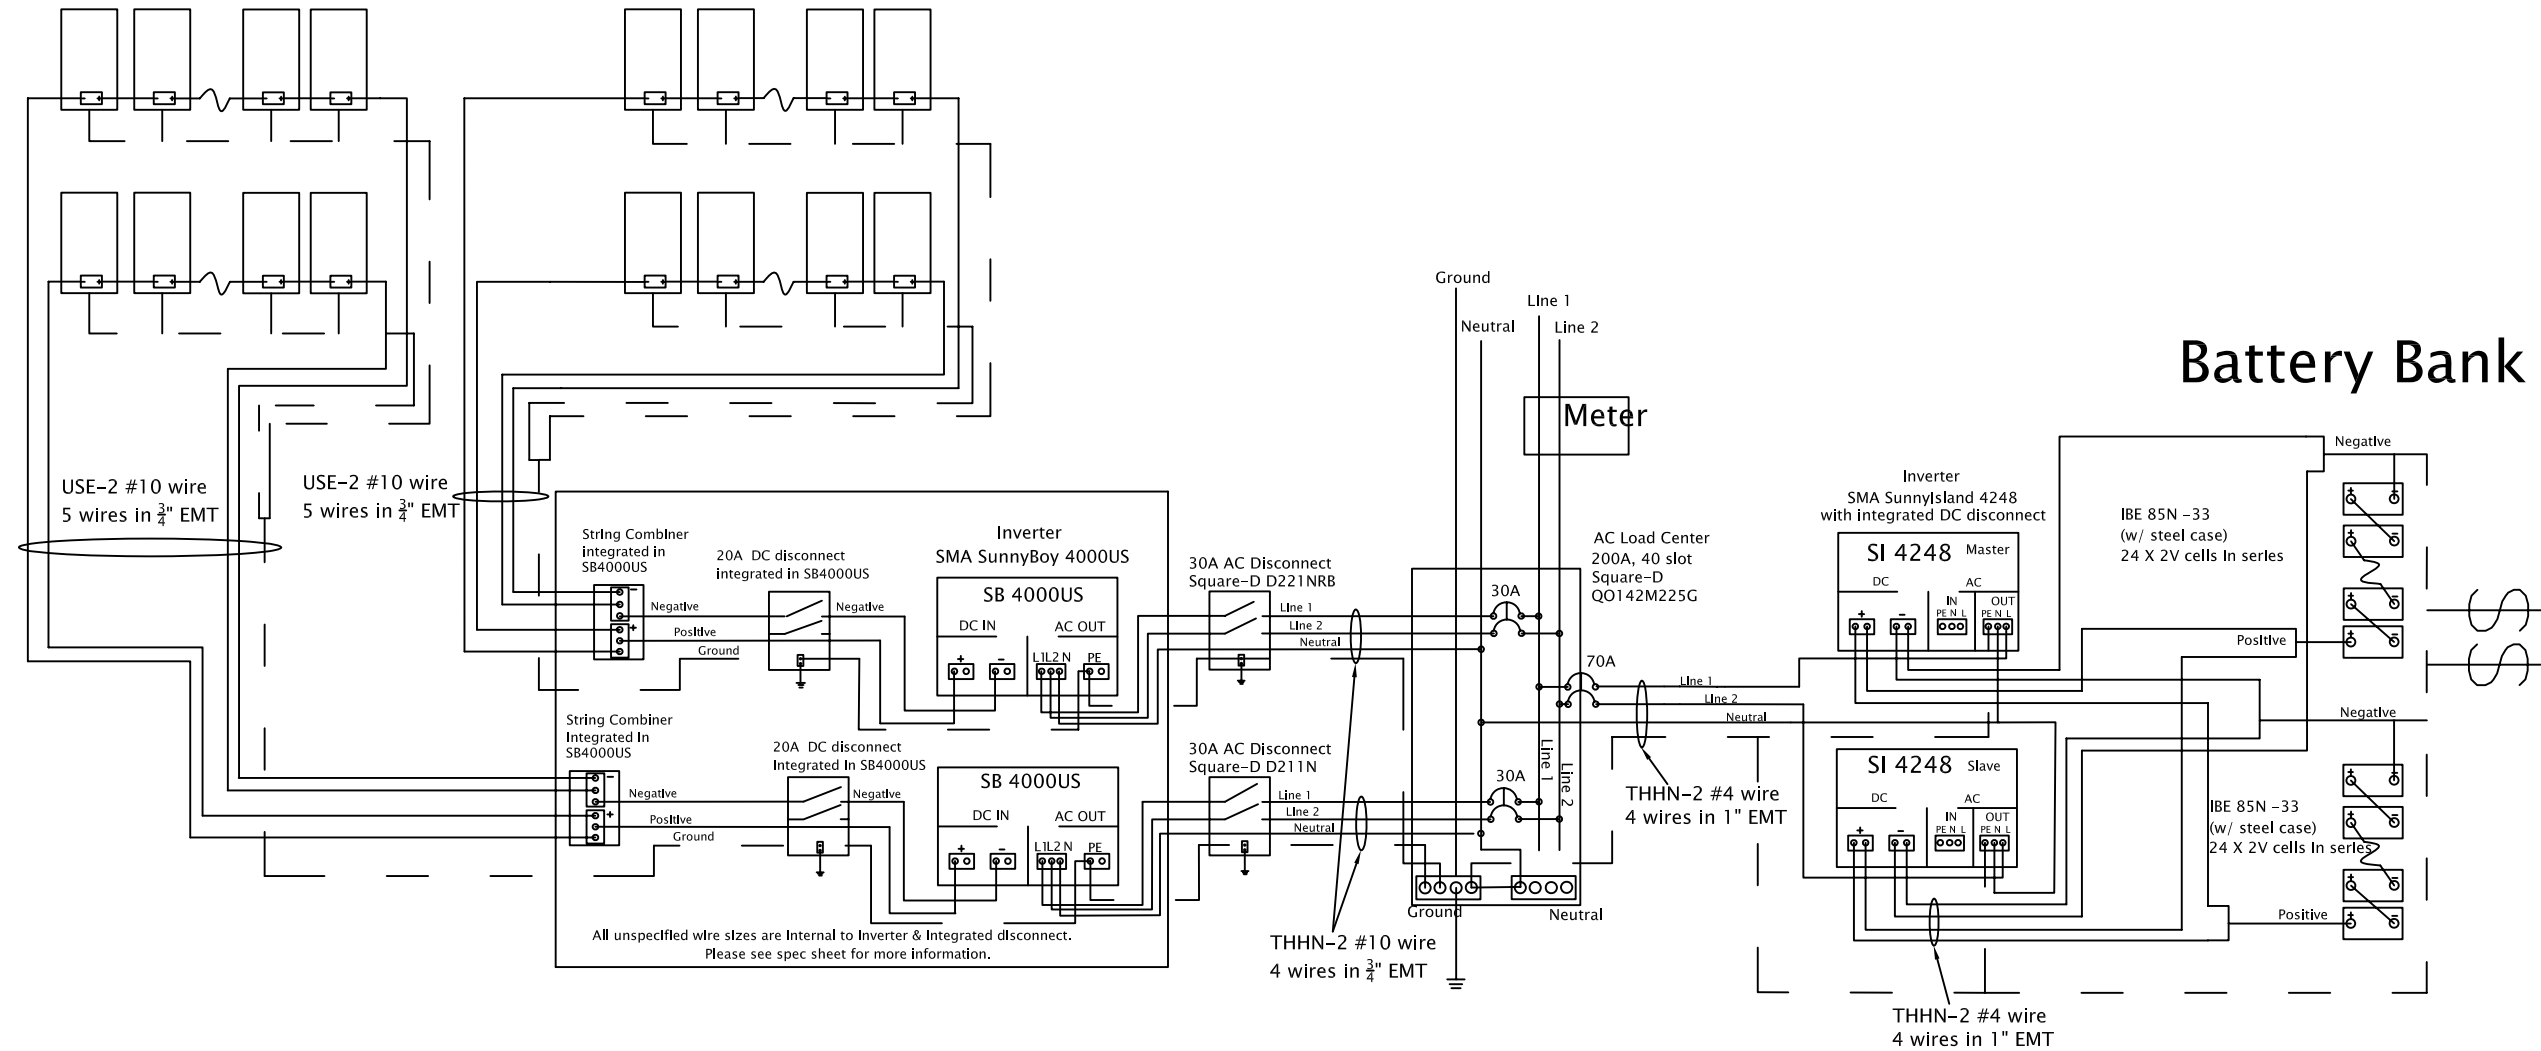 Ground
LIne 1
Neutral
Line 2
Battery Bank
Meter
USE-2 #10 wire
5 wires in 3/4" EMT
USE-2 #10 wire
5 wires in 3/4" EMT
StrIng CombIner
Integrated in
SB4000US
20A DC disconnect
Integrated in SB4000US
Inverter
SMA SunnyBoy 4000US
SB 4000US
DC IN
AC OUT
+
-
L1L2 N
PE
-
+
NegatIve
PosItIve
Ground
NegatIve
30A AC Disconnect
Square-D D221NRB
LIne 1
LIne 2
Neutral
30A
AC Load Center
200A, 40 slot
Square-D
QO142M225G
70A
LIne 1
LIne 2
Neutral
Inverter
SMA SunnyIsland 4248
with integrated DC disconnect
SI 4248 Master
DC
AC
+
-
IN
PE N L
OUT
PE N L
IBE 85N -33
(w/ steel case)
24 X 2V cells In serIes
NegatIve
+ -
+ -
+ -
+ -
PosItIve
String Combiner
Integrated In
SB4000US
20A DC disconnect
Integrated In SB4000US
-
+
NegatIve
PosItIve
Ground
NegatIve
SB 4000US
DC IN
AC OUT
+
-
L1L2 N
PE
30A AC Disconnect
Square-D D211N
LIne 1
LIne 2
Neutral
30A
Line 1
Line 2
Ground
Neutral
THHN-2 #4 wire
4 wires in 1" EMT
SI 4248 Slave
DC
AC
+
-
IN
PE N L
OUT
PE N L
NegatIve
IBE 85N -33
(w/ steel case)
24 X 2V cells In serIes
+ -
+ -
+ -
+ -
PosItIve
All unspecIfIed wIre sIzes are Internal to Inverter & Integrated dIsconnect.
Please see spec sheet for more information.
THHN-2 #10 wire
4 wires in 3/4" EMT
THHN-2 #4 wire
4 wires in 1" EMT